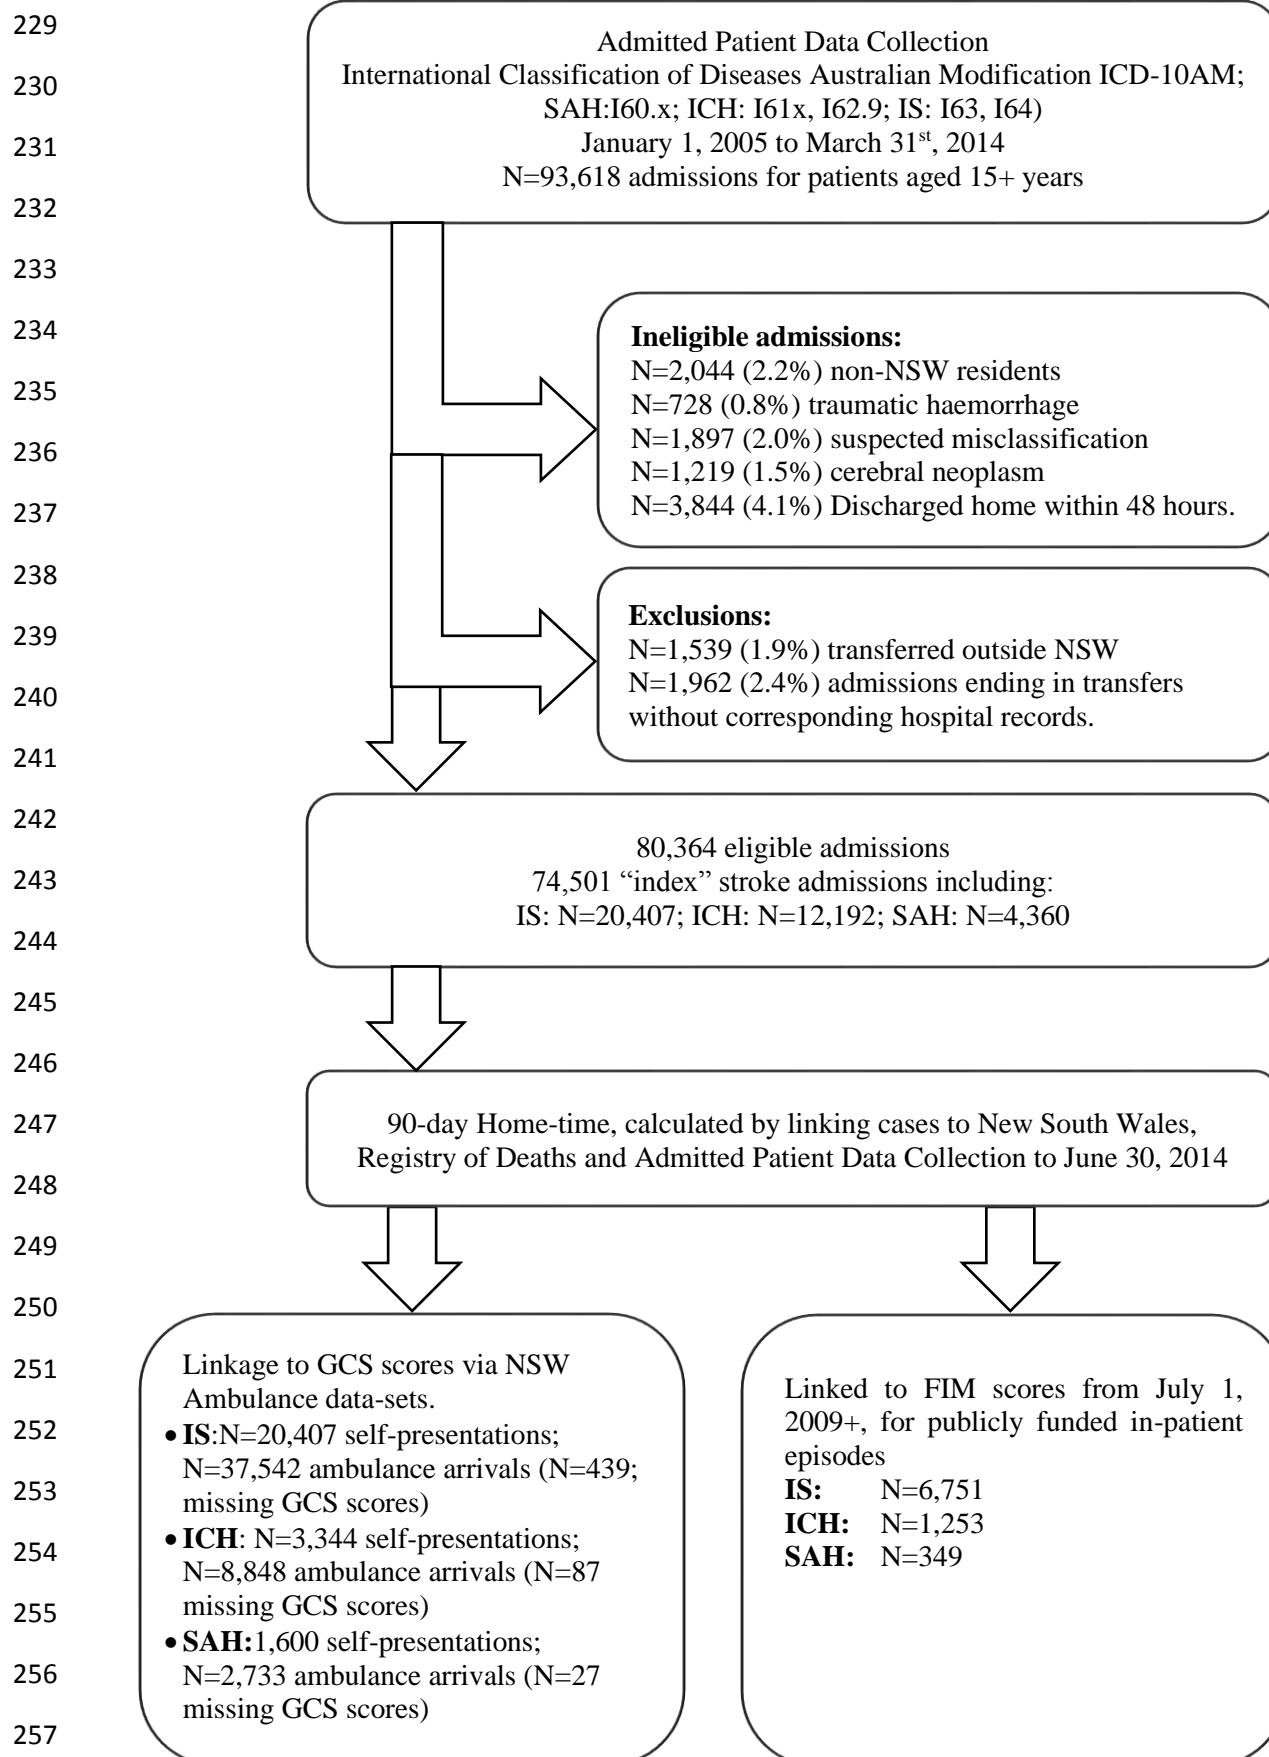 229
Admitted Patient Data Collection
230
International Classification of Diseases Australian Modification ICD-10AM;
SAH:I60.x; ICH: I61x, I62.9; IS: I63, I64)
231
January 1, 2005 to March 31st, 2014
N=93,618 admissions for patients aged 15+ years
232
233
234
Ineligible admissions:
N=2,044 (2.2%) non-NSW residents
235
N=728 (0.8%) traumatic haemorrhage
236
N=1,897 (2.0%) suspected misclassification
N=1,219 (1.5%) cerebral neoplasm
237
N=3,844 (4.1%) Discharged home within 48 hours.
238
Exclusions:
239
N=1,539 (1.9%) transferred outside NSW
240
N=1,962 (2.4%) admissions ending in transfers
without corresponding hospital records.
241
242
80,364 eligible admissions
243
74,501 “index” stroke admissions including:
IS: N=20,407; ICH: N=12,192; SAH: N=4,360
244
245
246
247
90-day Home-time, calculated by linking cases to New South Wales,
Registry of Deaths and Admitted Patient Data Collection to June 30, 2014
248
249
250
251
252
253
254
255
256
257
Linkage to GCS scores via NSW
Ambulance data-sets.
• IS:N=20,407 self-presentations;
N=37,542 ambulance arrivals (N=439;
missing GCS scores)
• ICH: N=3,344 self-presentations;
N=8,848 ambulance arrivals (N=87
missing GCS scores)
• SAH:1,600 self-presentations;
N=2,733 ambulance arrivals (N=27
missing GCS scores)
Linked to FIM scores from July 1,
2009+, for publicly funded in-patient
episodes
IS: N=6,751
ICH: N=1,253
SAH: N=349